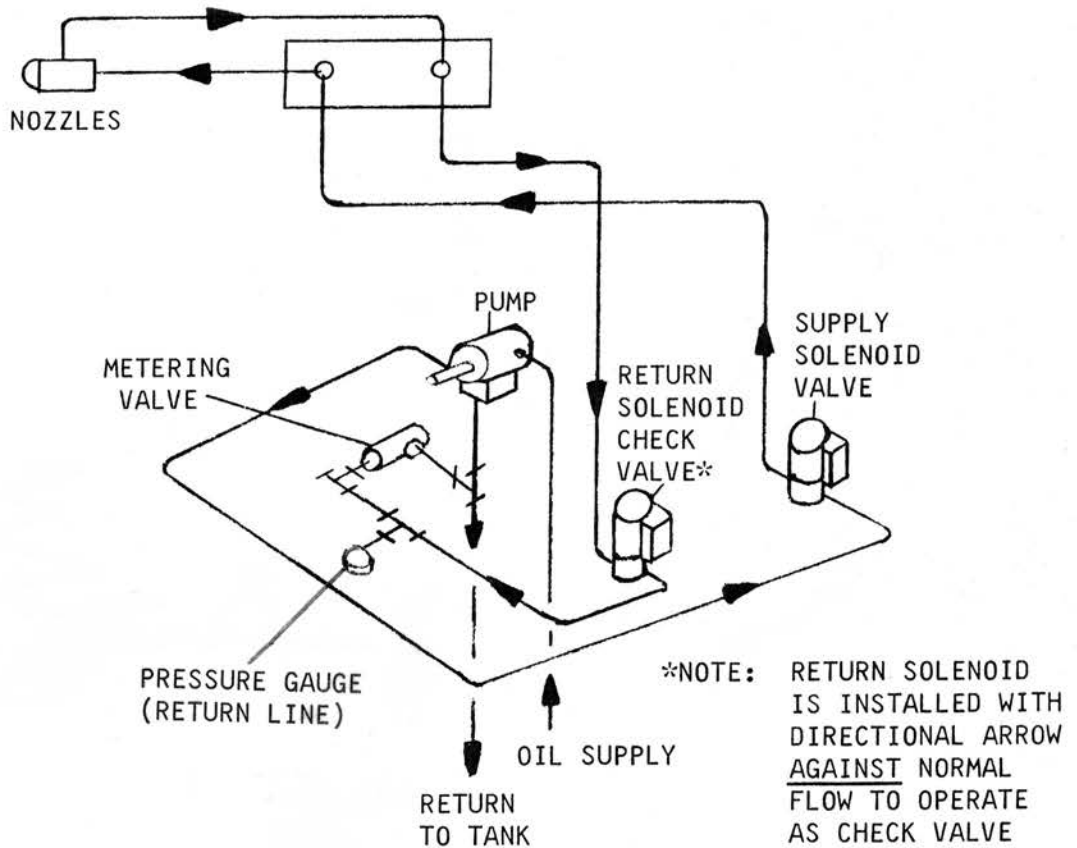 NOZZLES
PUMP
METERING
VALVE
RETURN
SOLENOID
CHECK
VALVE*
SUPPLY
SOLENOID
VALVE
PRESSURE GAUGE
(RETURN LINE)
OIL SUPPLY
RETURN
TO TANK
*NOTE: RETURN SOLENOID
IS INSTALLED WITH
DIRECTIONAL ARROW
AGAINST NORMAL
FLOW TO OPERATE
AS CHECK VALVE